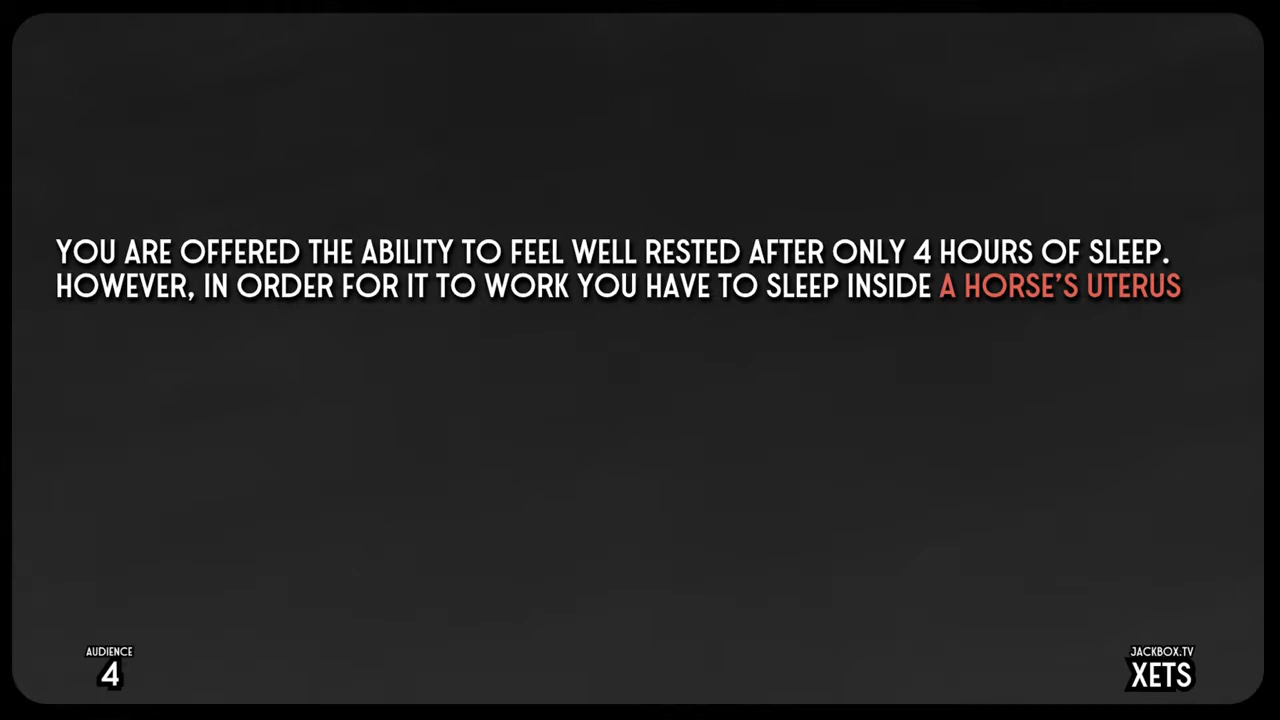 YOU ARE OFFERED THE ABILITY TO FEEL WELL RESTED AFTER ONLY 4 HOURS OF SLEEP.
HOWEVER, IN ORDER FOR IT TO WORK YOU HAVE TO SLEEP INSIDE A HORSE'S UTERUS
AUDIENCE
4
JACKBOX.TV
XETS